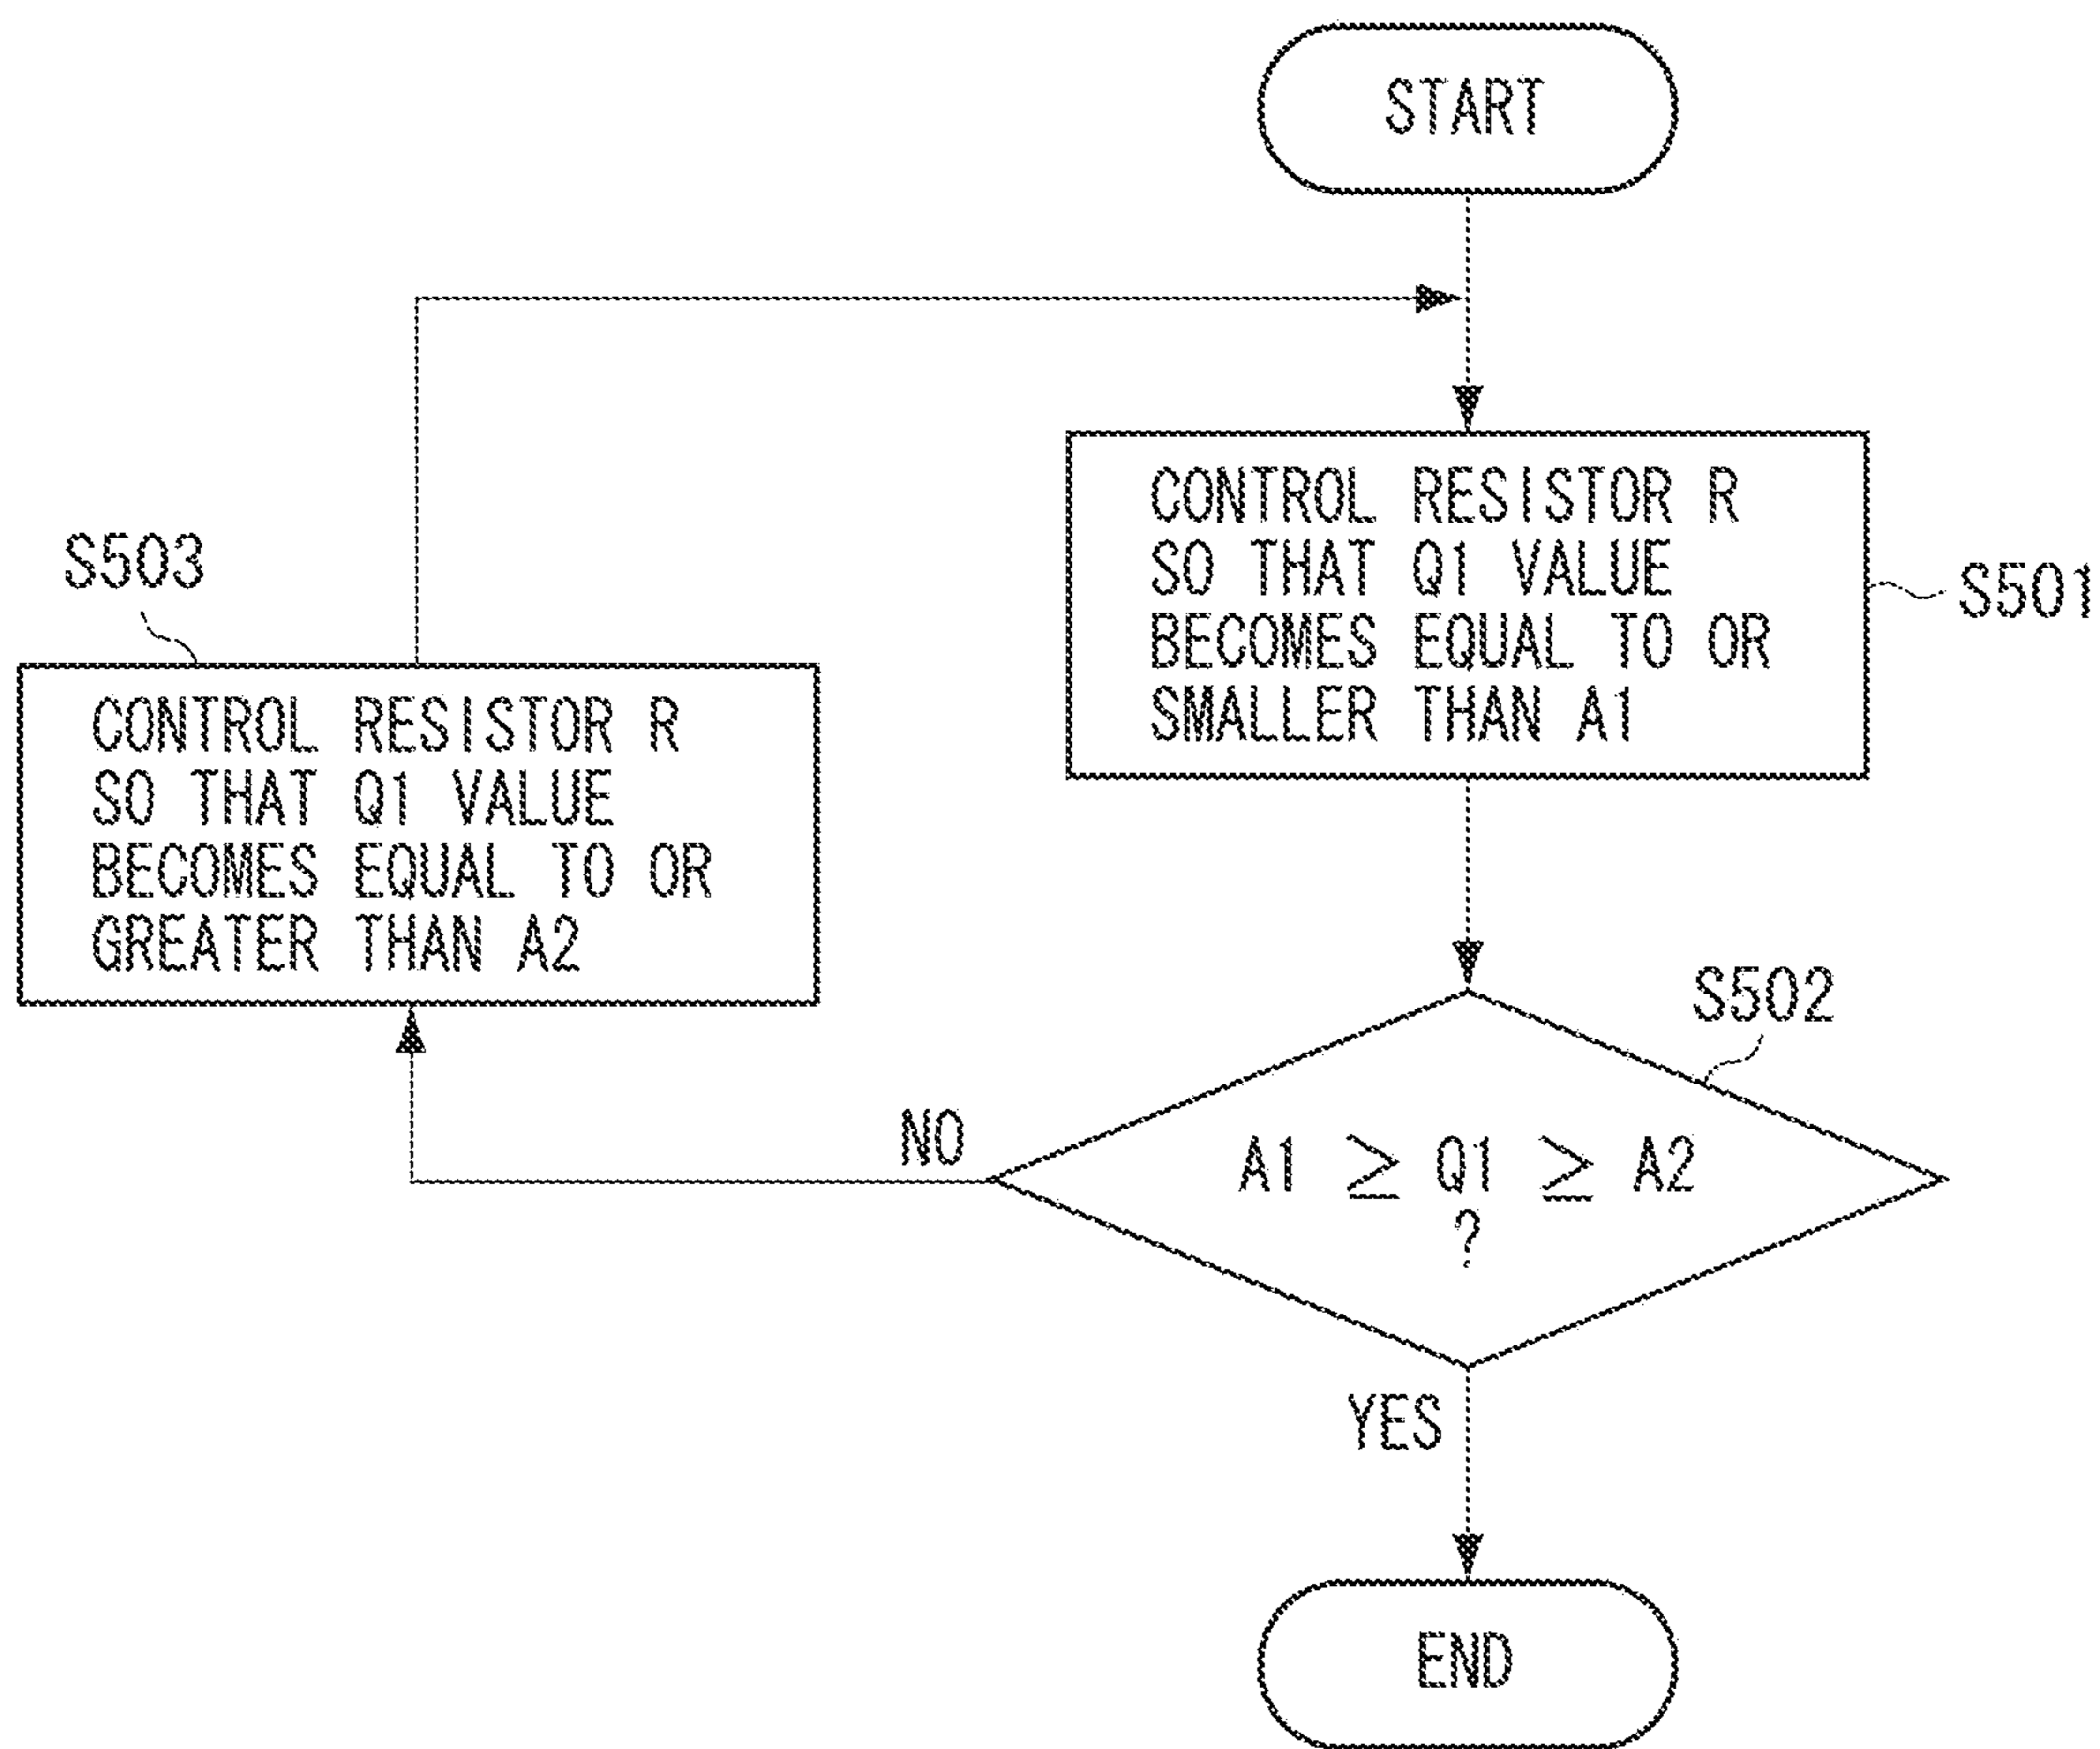 START
CONTROL RESISTOR R
SO THAT Q1 VALUE
BECOMES EQUAL TO OR
SMALLER THAN A1
S501
S503
CONTROL RESISTOR R
SO THAT Q1 VALUE
BECOMES EQUAL TO OR
GREATER THAN A2
S502
A1 ≧ Q1 ≧ A2
?
NO
YES
END